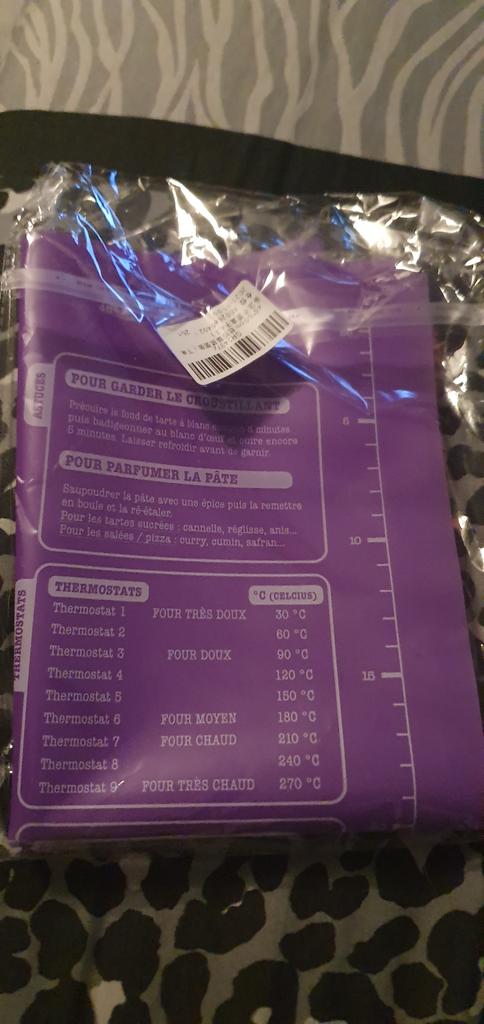 ASTUCES
POUR GARDER LE CROUSTILLANT
Précuire le fond de tarte à blanc 5 minutes
puis badigeonner au blanc d'œuf et cuire encore
5 minutes. Laisser refroidir avant de garnir.
POUR PARFUMER LA PÂTE
Saupoudrer la pâte avec une épice puis la remettre
en boule et la ré-étaler.
Pour les tartes sucrées : cannelle, réglisse, anis...
Pour les salées / pizza : curry, cumin, safran...
THERMOSTATS
THERMOSTATS °C (CELCIUS)
Thermostat 1 FOUR TRÈS DOUX 30 °C
Thermostat 2 60 °C
Thermostat 3 FOUR DOUX 90 °C
Thermostat 4 120 °C
Thermostat 5 150 °C
Thermostat 6 FOUR MOYEN 180 °C
Thermostat 7 FOUR CHAUD 210 °C
Thermostat 8 240 °C
Thermostat 9 FOUR TRÈS CHAUD 270 °C
5
10
15